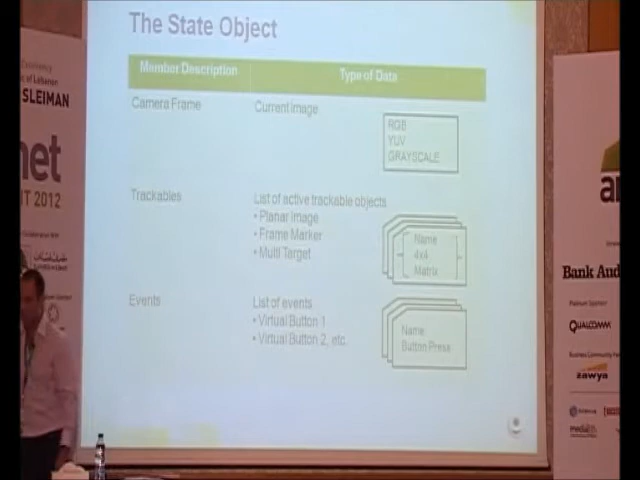 The State Object
Member Description Type of Data
Camera Frame Current Image
RGB
YUV
GRAYSCALE
Trackables List of active trackable objects
• Planar Image
• Frame Marker
• Multi Target
Name
4x4
Matrix
Events List of events
• Virtual Button 1
• Virtual Button 2, etc.
Name
Button Press
SLEIMAN
net
IT 2012
ar
Bank Aud
QUALCOMM
zawya